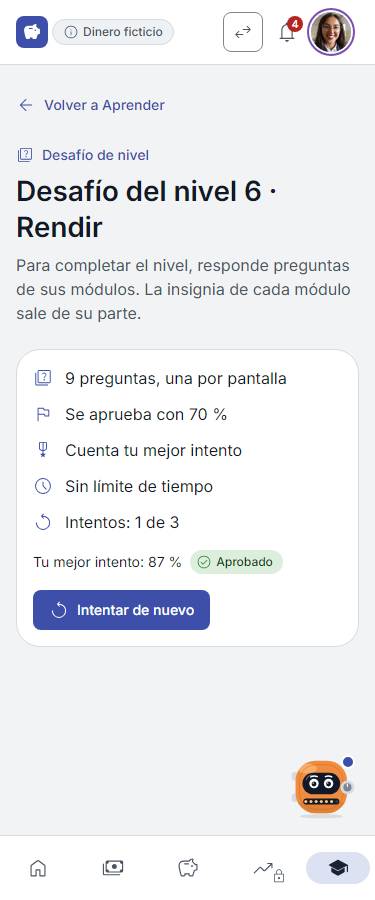 Dinero ficticio
4
Volver a Aprender
Desafío de nivel
Desafío del nivel 6 ·
Rendir
Para completar el nivel, responde preguntas
de sus módulos. La insignia de cada módulo
sale de su parte.
9 preguntas, una por pantalla
Se aprueba con 70 %
Cuenta tu mejor intento
Sin límite de tiempo
Intentos: 1 de 3
Tu mejor intento: 87 % Aprobado
Intentar de nuevo